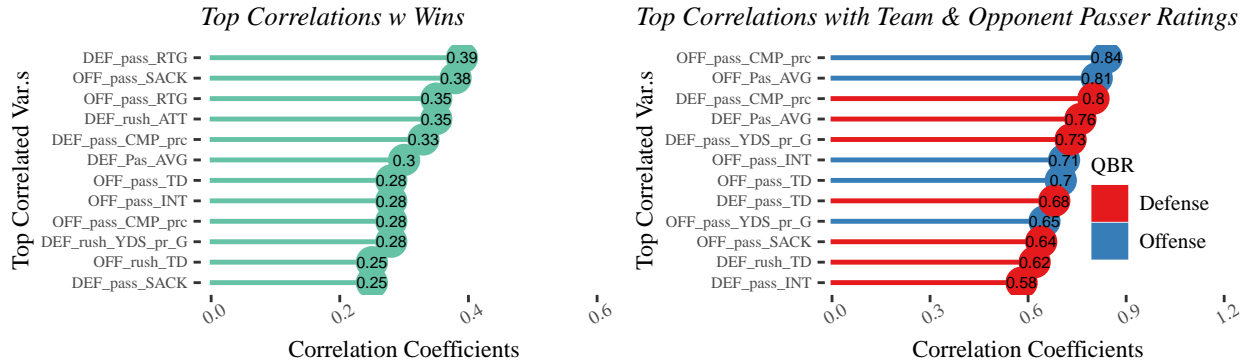 Top Correlations w Wins
Top Correlated Var.s
DEF_pass_RTG 0.39
OFF_pass_SACK 0.38
OFF_pass_RTG 0.35
DEF_rush_ATT 0.35
DEF_pass_CMP_prc 0.33
DEF_Pas_AVG 0.3
OFF_pass_TD 0.28
OFF_pass_INT 0.28
OFF_pass_CMP_prc 0.28
DEF_rush_YDS_pr_G 0.28
OFF_rush_TD 0.25
DEF_pass_SACK 0.25
0.0 0.2 0.4 0.6
Correlation Coefficients
Top Correlations with Team & Opponent Passer Ratings
Top Correlated Var.s
OFF_pass_CMP_prc 0.84
OFF_Pas_AVG 0.81
DEF_pass_CMP_prc 0.8
DEF_Pas_AVG 0.76
DEF_pass_YDS_pr_G 0.73
OFF_pass_INT 0.71
OFF_pass_TD 0.7
DEF_pass_TD 0.68
OFF_pass_YDS_pr_G 0.65
OFF_pass_SACK 0.64
DEF_rush_TD 0.62
DEF_pass_INT 0.58
0.0 0.3 0.6 0.9 1.2
Correlation Coefficients
QBR
Defense
Offense